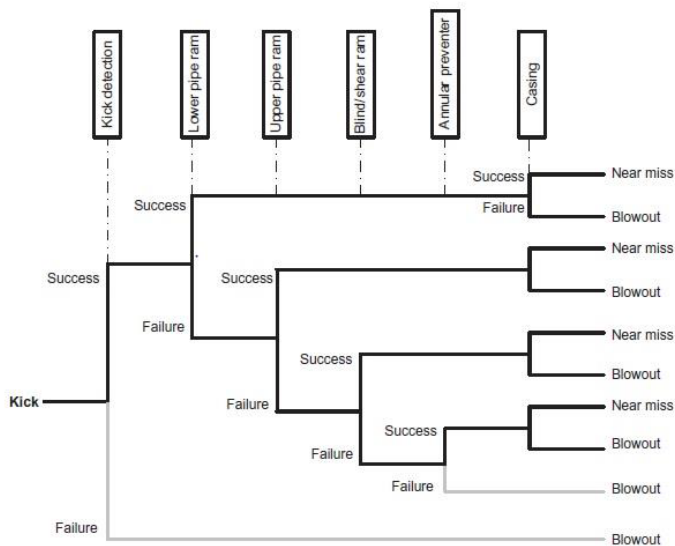 Kick detection
Lower pipe ram
Upper pipe ram
Blind/shear ram
Annular preventer
Casing
Success
Near miss
Success
Failure
Blowout
Near miss
Success
Success
Blowout
Failure
Near miss
Success
Blowout
Kick
Failure
Near miss
Success
Blowout
Failure
Failure
Blowout
Failure
Blowout